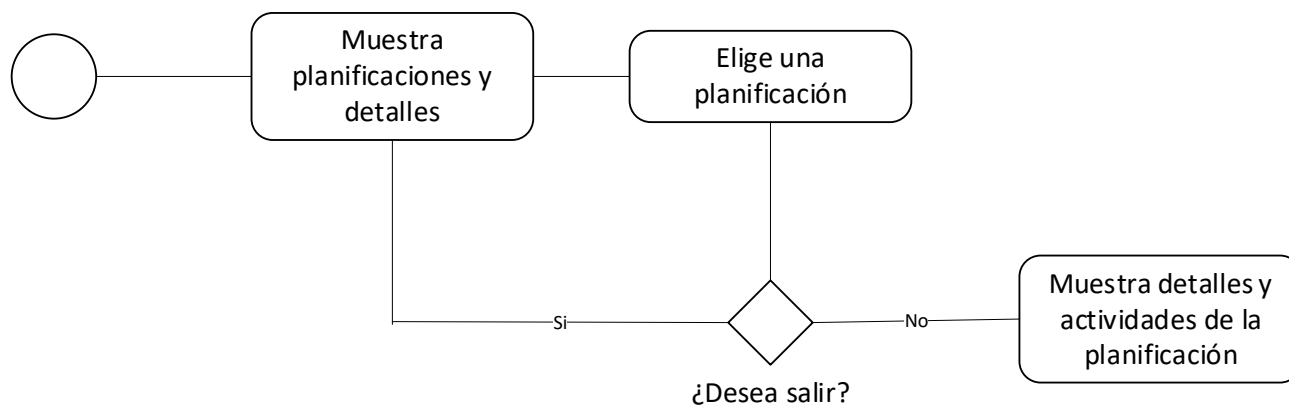 Muestra
planificaciones y
detalles
Elige una
planificación
Si
No
Muestra detalles y
actividades de la
planificación
¿Desea salir?